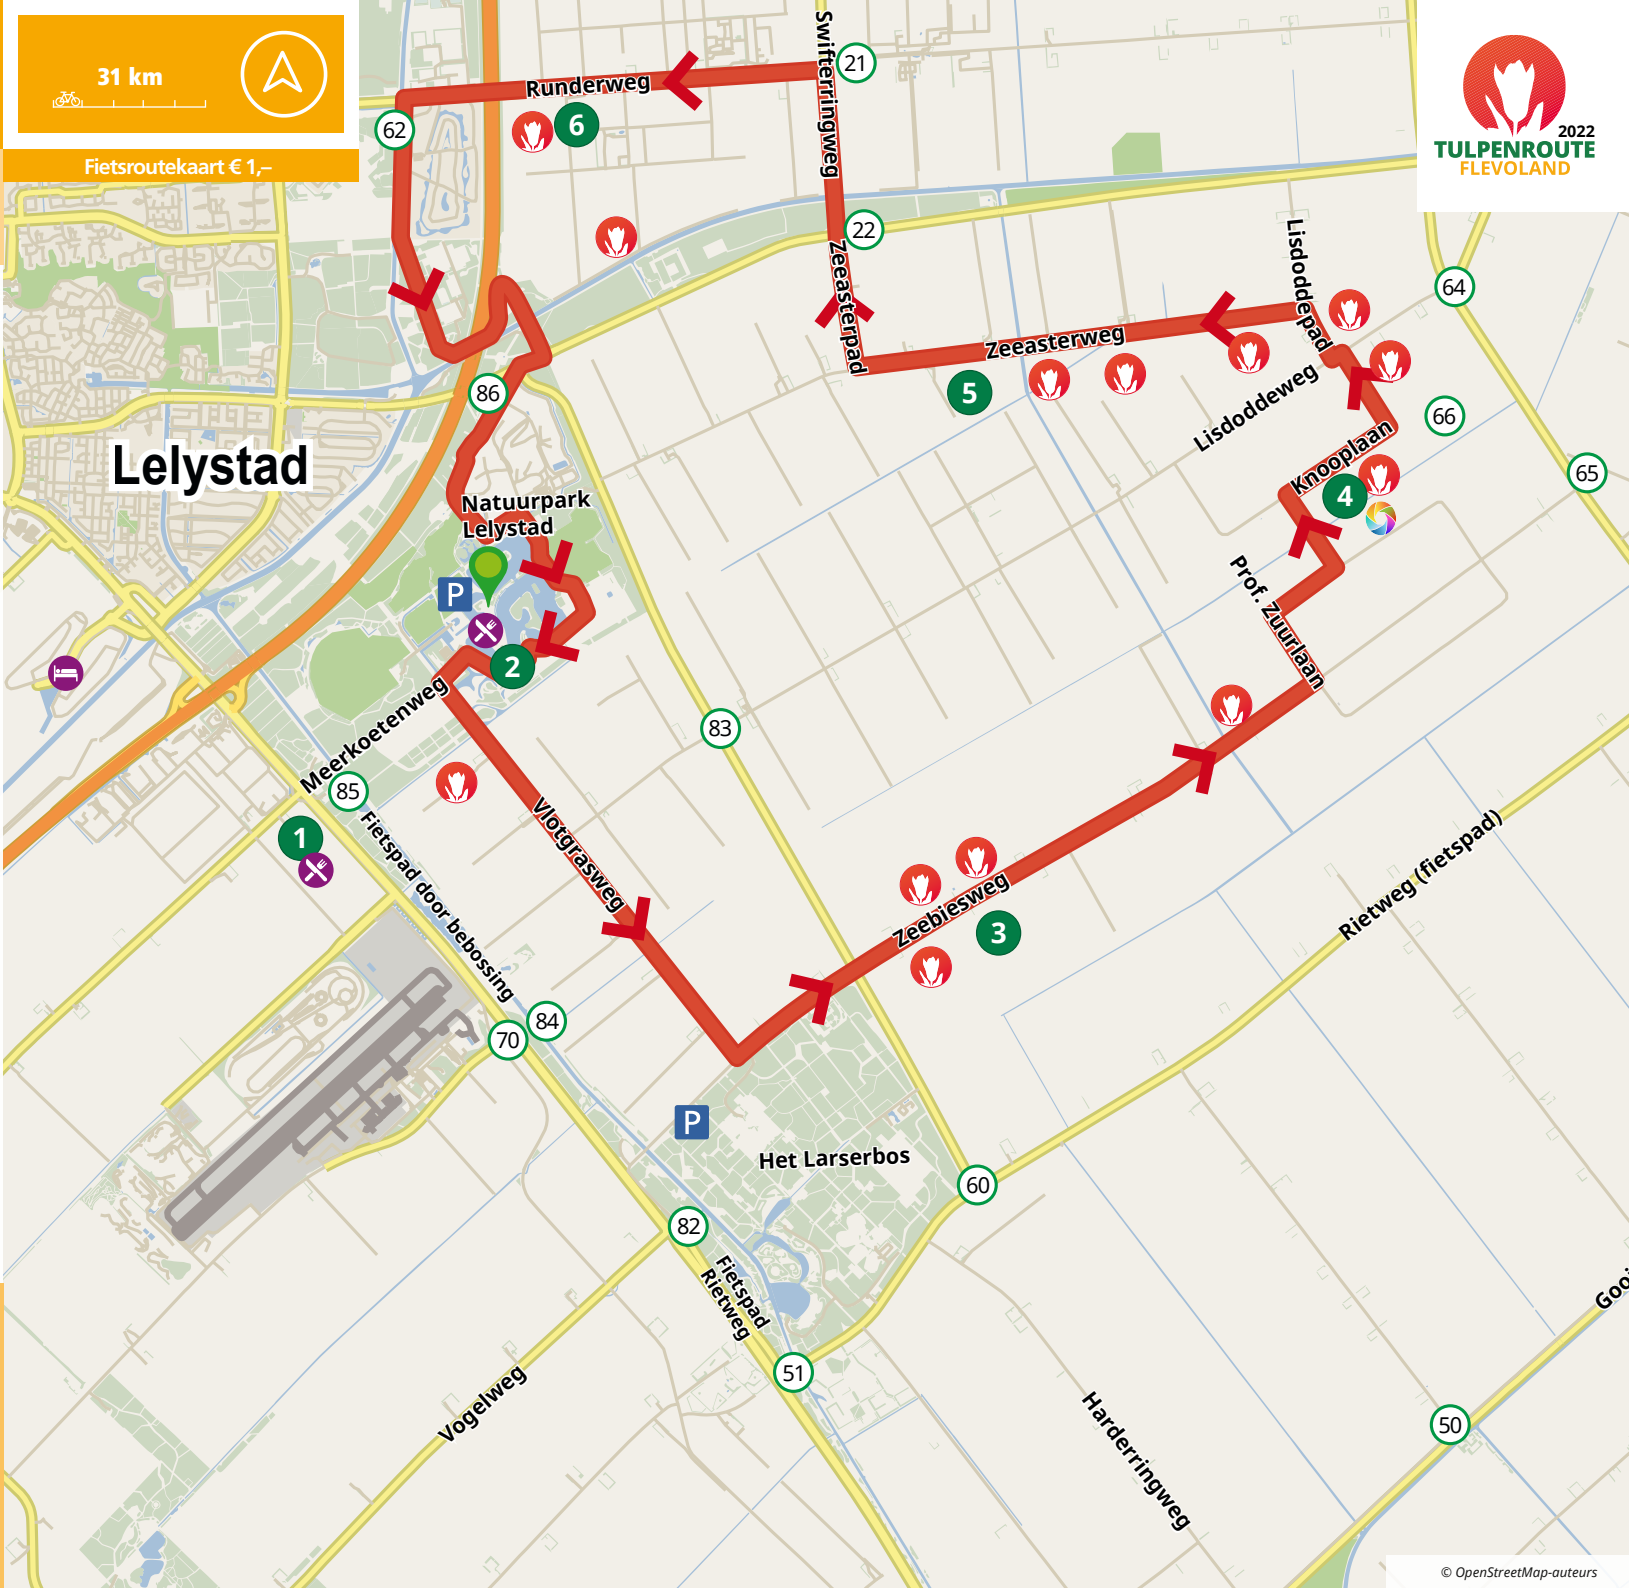 31 km
Fietsroutekaart € 1,–
2022
TULPENROUTE
FLEVOLAND
Swifterringweg
21
Runderweg
62
6
22
Zeeasterpad
Lisdoddepad
64
Zeeasterweg
86
5
Lisdoddeweg
66
65
Lelystad
Knooplaan
4
Natuurpark
Lelystad
P
Prof. Zuurlaan
2
Meerkoetenweg
83
85
1
Fietspad door bebossing
Vlotgrasweg
Zeebiesweg
3
Rietweg (fietspad)
84
70
P
Het Larserbos
60
82
Fietspad
Rietweg
51
Gooi
Vogelweg
Harderringweg
50
© OpenStreetMap-auteurs